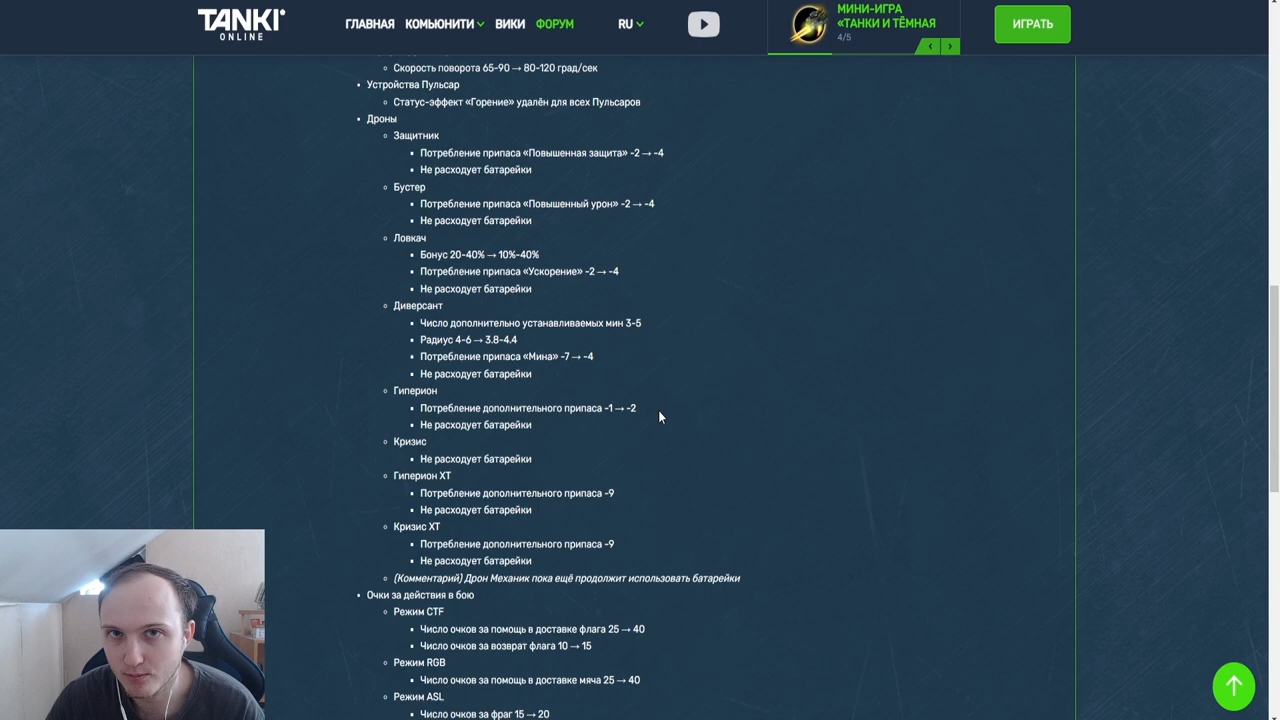 TANKI
ONLINE
ГЛАВНАЯ КОМЬЮНИТИ ВИКИ ФОРУМ
RU
МИНИ-ИГРА
«ТАНКИ И ТЁМНАЯ
4/5
ИГРАТЬ
Скорость поворота 65-90 → 80-120 град/сек
Устройства Пульсар
Статус-эффект «Горение» удалён для всех Пульсаров
Дроны
Защитник
Потребление припаса «Повышенная защита» -2 → -4
Не расходует батарейки
Бустер
Потребление припаса «Повышенный урон» -2 → -4
Не расходует батарейки
Ловкач
Бонус 20-40% → 10%-40%
Потребление припаса «Ускорение» -2 → -4
Не расходует батарейки
Диверсант
Число дополнительно устанавливаемых мин 3-5
Радиус 4-6 → 3.8-4.4
Потребление припаса «Мина» -7 → -4
Не расходует батарейки
Гиперион
Потребление дополнительного припаса -1 → -2
Не расходует батарейки
Кризис
Не расходует батарейки
Гиперион XT
Потребление дополнительного припаса -9
Не расходует батарейки
Кризис XT
Потребление дополнительного припаса -9
Не расходует батарейки
(Комментарий) Дрон Механик пока ещё продолжит использовать батарейки
Очки за действия в бою
Режим CTF
Число очков за помощь в доставке флага 25 → 40
Число очков за возврат флага 10 → 15
Режим RGB
Число очков за помощь в доставке мяча 25 → 40
Режим ASL
Число очков за фраг 15 → 20